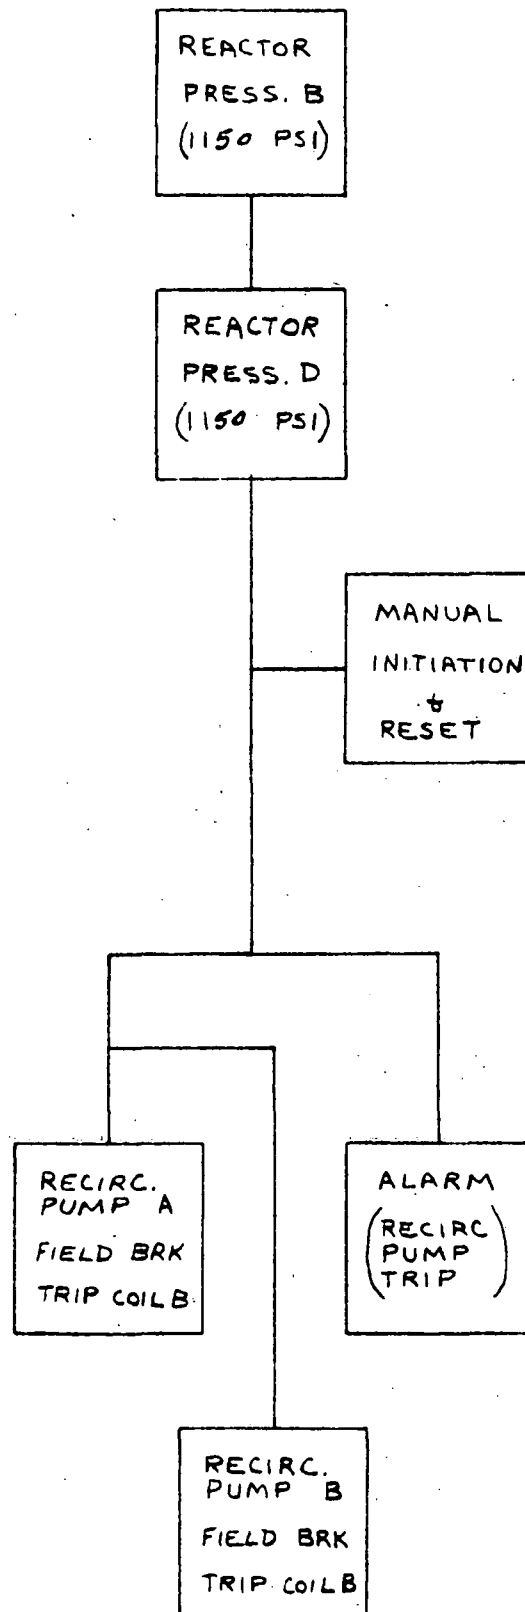 REACTOR
PRESS. B
(1150 PSI)
REACTOR
PRESS. D
(1150 PSI)
MANUAL
INITIATION
&
RESET
RECIRC.
PUMP A
FIELD BRK
TRIP COIL B
ALARM
(RECIRC
PUMP
TRIP)
RECIRC.
PUMP B
FIELD BRK
TRIP COIL B